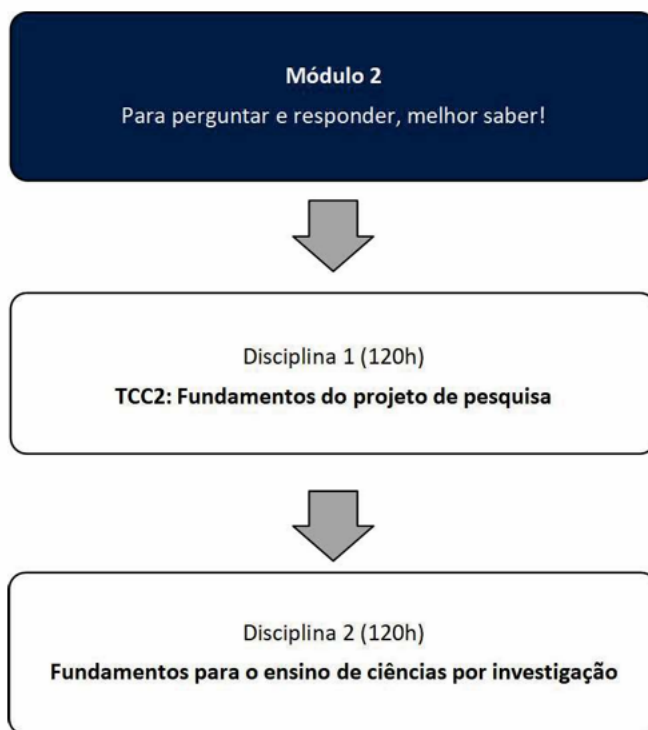 Módulo 2
Para perguntar e responder, melhor saber!
Disciplina 1 (120h)
TCC2: Fundamentos do projeto de pesquisa
Disciplina 2 (120h)
Fundamentos para o ensino de ciências por investigação